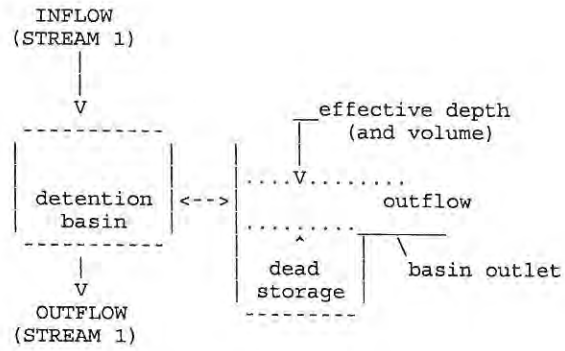 INFLOW
(STREAM 1)
V
effective depth
(and volume)
....V........
detention
basin
<-->
outflow
dead
storage
basin outlet
V
OUTFLOW
(STREAM 1)